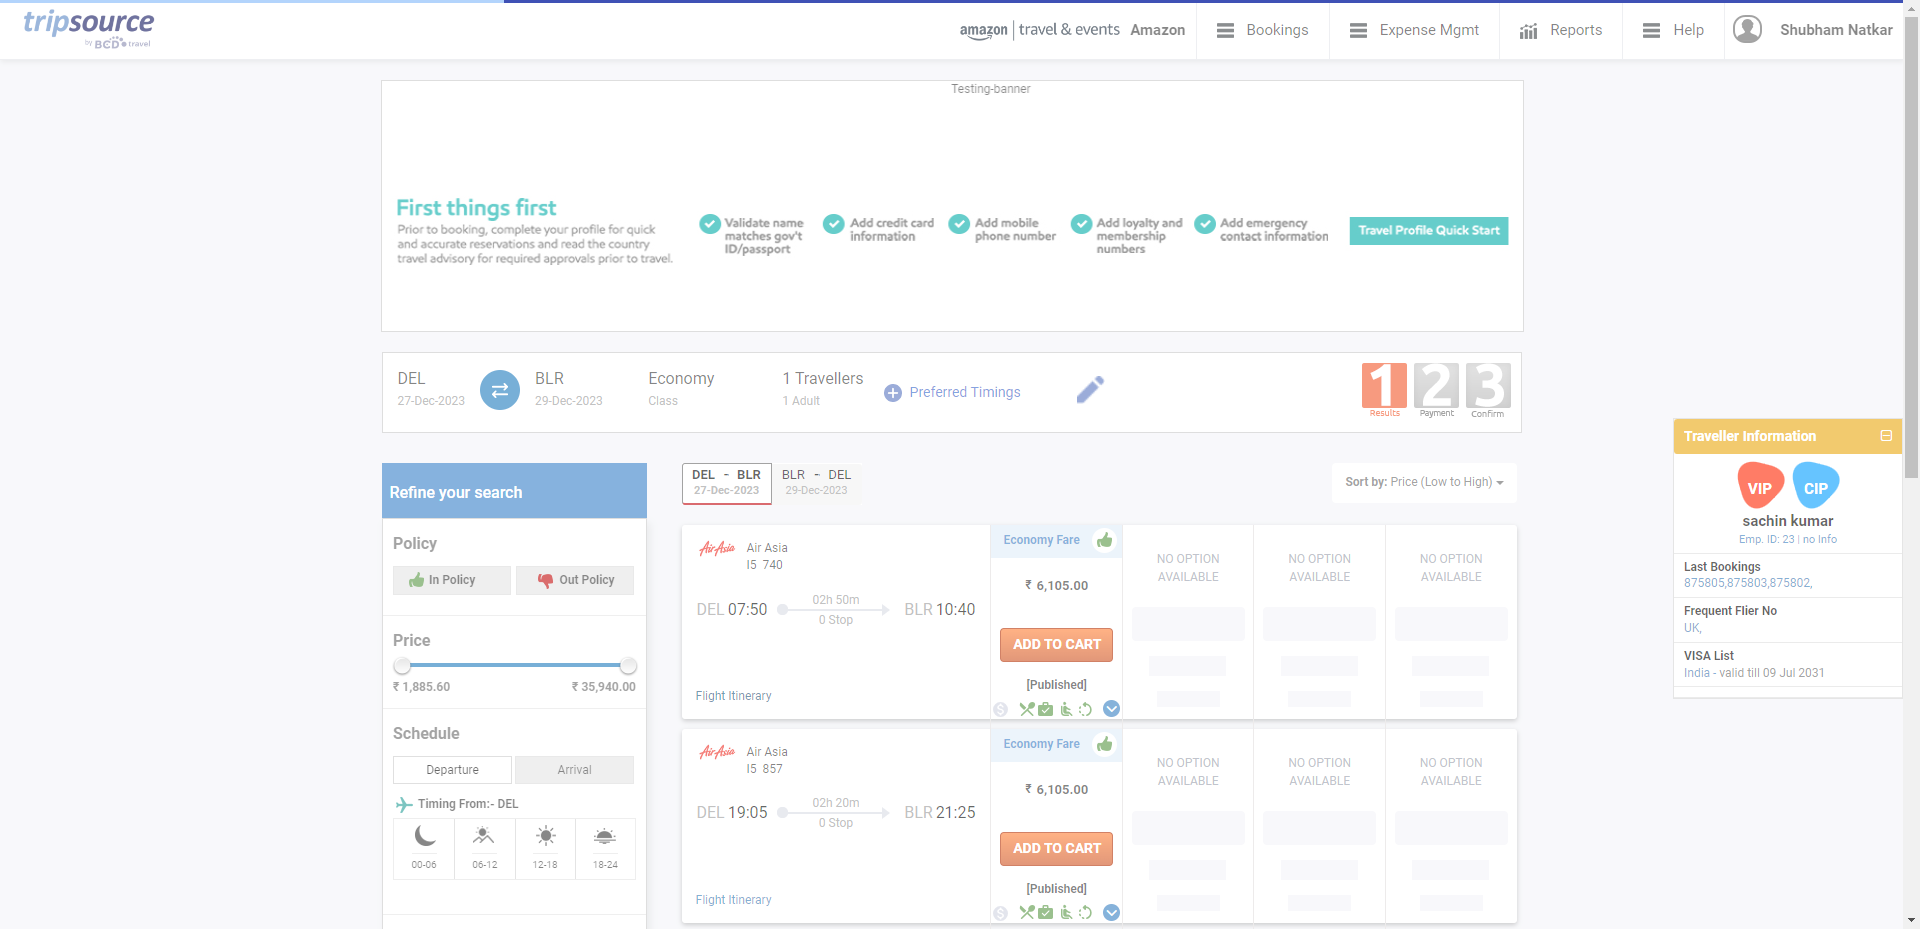 tripsource
by BCD travel
amazon | travel & events Amazon
Bookings
Expense Mgmt
Reports
Help
Shubham Natkar
Testing-banner
First things first
Prior to booking, complete your profile for quick
and accurate reservations and read the country
travel advisory for required approvals prior to travel.
Validate name
matches gov't
ID/passport
Add credit card
information
Add mobile
phone number
Add loyalty and
membership
numbers
Add emergency
contact information
Travel Profile Quick Start
DEL
27-Dec-2023
BLR
29-Dec-2023
Economy
Class
1 Travellers
1 Adult
Preferred Timings
1
Results
2
Payment
3
Confirm
Traveller Information
VIP
CIP
sachin kumar
Emp. ID: 23 | no Info
Last Bookings
875805,875803,875802,
Frequent Flier No
UK,
VISA List
India - valid till 09 Jul 2031
Refine your search
Policy
In Policy
Out Policy
Price
₹ 1,885.60
₹ 35,940.00
Schedule
Departure
Arrival
Timing From:- DEL
00-06
06-12
12-18
18-24
DEL - BLR
27-Dec-2023
BLR - DEL
29-Dec-2023
Sort by: Price (Low to High)
AirAsia
Air Asia
I5 740
DEL 07:50
02h 50m
0 Stop
BLR 10:40
Flight Itinerary
Economy Fare
₹ 6,105.00
ADD TO CART
[Published]
NO OPTION
AVAILABLE
NO OPTION
AVAILABLE
NO OPTION
AVAILABLE
AirAsia
Air Asia
I5 857
DEL 19:05
02h 20m
0 Stop
BLR 21:25
Flight Itinerary
Economy Fare
₹ 6,105.00
ADD TO CART
[Published]
NO OPTION
AVAILABLE
NO OPTION
AVAILABLE
NO OPTION
AVAILABLE